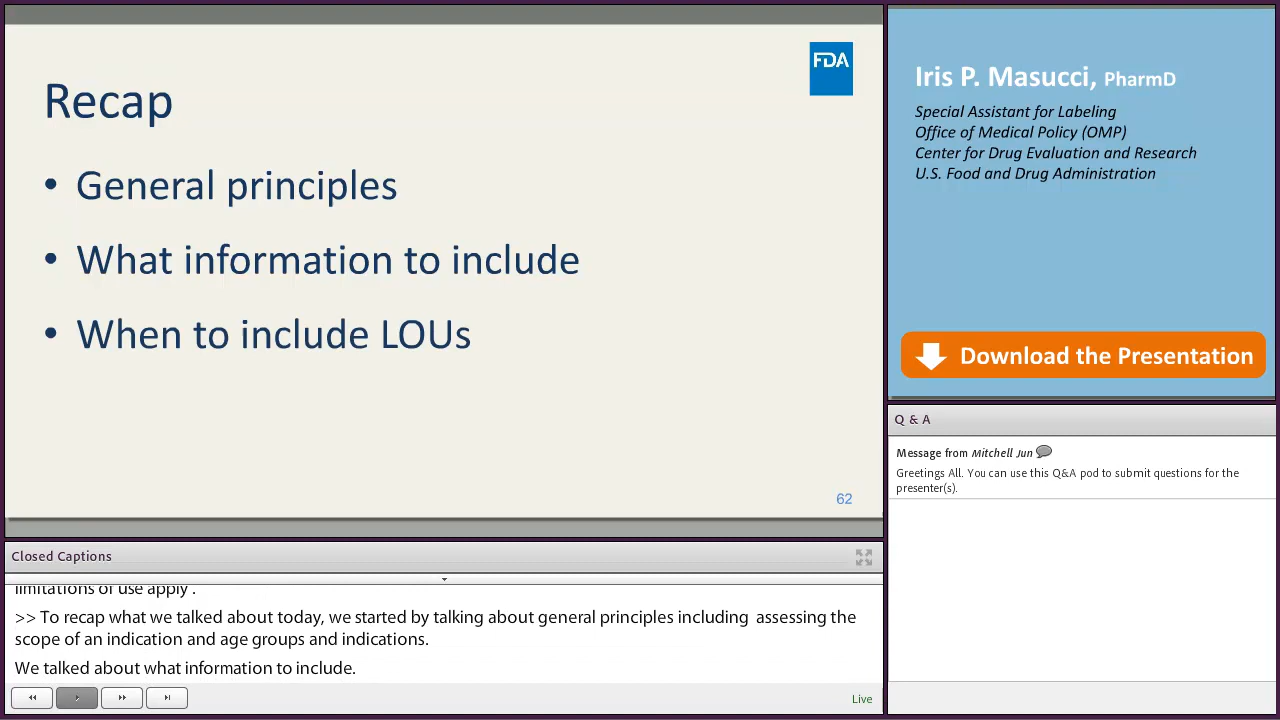 FDA
Recap
• General principles
• What information to include
• When to include LOUs
62
Iris P. Masucci, PharmD
Special Assistant for Labeling
Office of Medical Policy (OMP)
Center for Drug Evaluation and Research
U.S. Food and Drug Administration
Download the Presentation
Q & A
Message from Mitchell Jun
Greetings All. You can use this Q&A pod to submit questions for the
presenter(s).
Closed Captions
limitations of use apply .
>> To recap what we talked about today, we started by talking about general principles including  assessing the
scope of an indication and age groups and indications.
We talked about what information to include.
Live